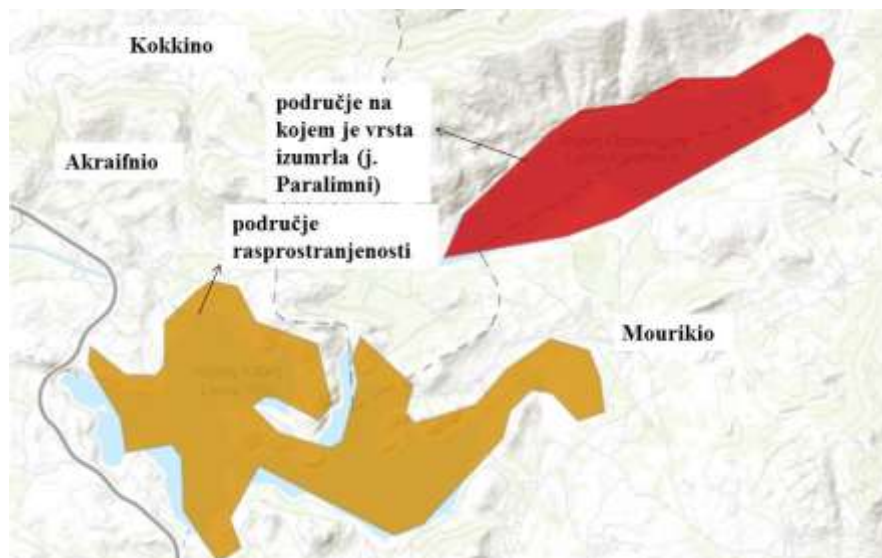 Kokkino
područje na
kojem je vrsta
izumrla (j.
Paralimni)
Akraifnio
područje
rasprostranjenosti
Mourikio